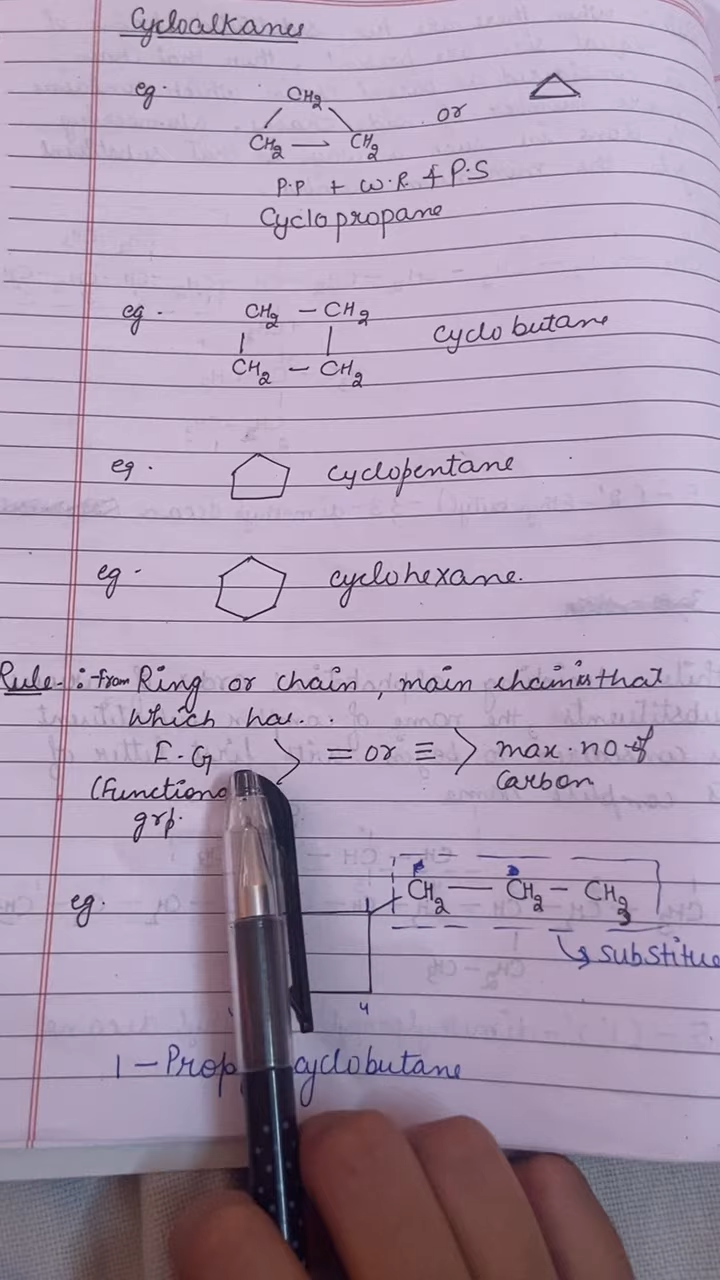 Cycloalkanes
eg. CH2
or
CH2 — CH2
P.P + W.R + P.S
Cyclopropane
eg. CH2 — CH2
Cyclobutane
CH2 — CH2
eg. cyclopentane
eg. cyclohexane.
Rule :- from Ring or chain, main chain is that
which has..
F.G > = or ≡ > max. no of
(Function carbon
grp.
eg. CH2 — CH2 — CH3
substitue
4
1-Prop cyclobutane